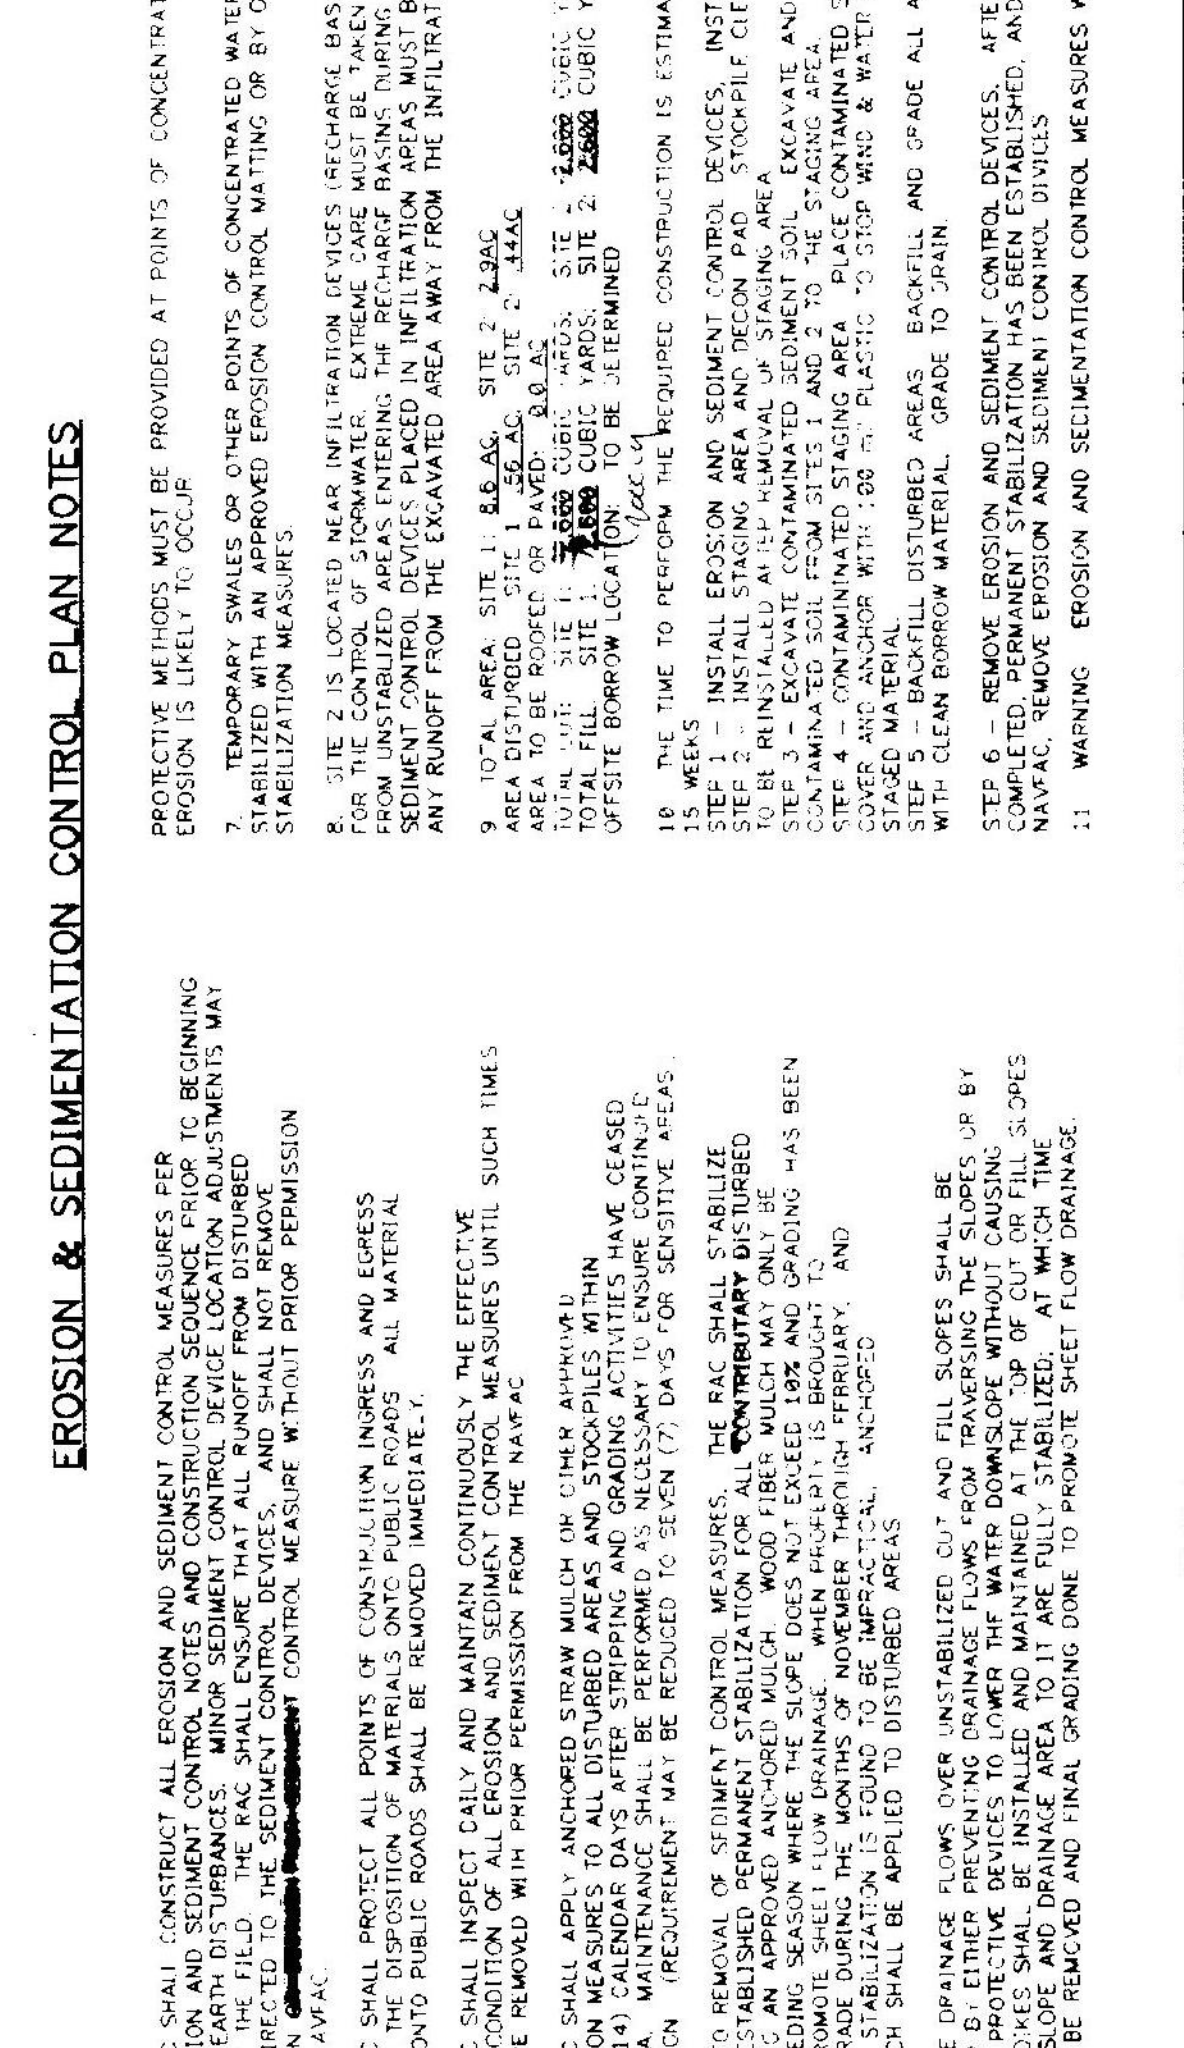 EROSION & SEDIMENTATION CONTROL PLAN NOTES
C SHALL CONSTRUCT ALL EROSION AND SEDIMENT CONTROL MEASURES PER
ION AND SEDIMENT CONTROL NOTES AND CONSTRUCTION SEQUENCE PRIOR TO BEGINNING
EARTH DISTURBANCES. MINOR SEDIMENT CONTROL DEVICE LOCATION ADJUSTMENTS MAY
THE FIELD. THE RAC SHALL ENSURE THAT ALL RUNOFF FROM DISTURBED
IRECTED TO THE SEDIMENT CONTROL DEVICES, AND SHALL NOT REMOVE
N CONTROL MEASURE WITHOUT PRIOR PERMISSION
AVFAC.
C SHALL PROTECT ALL POINTS OF CONSTRUCTION INGRESS AND EGRESS
THE DISPOSITION OF MATERIALS ONTO PUBLIC ROADS ALL MATERIAL
ONTO PUBLIC ROADS SHALL BE REMOVED IMMEDIATELY.
C SHALL INSPECT DAILY AND MAINTAIN CONTINUOUSLY THE EFFECTIVE
CONDITION OF ALL EROSION AND SEDIMENT CONTROL MEASURES UNTIL SUCH TIMES
E REMOVED WITH PRIOR PERMISSION FROM THE NAVFAC
C SHALL APPLY ANCHORED STRAW MULCH OR OTHER APPROVED
ON MEASURES TO ALL DISTURBED AREAS AND STOCKPILES WITHIN
14) CALENDAR DAYS AFTER STRIPPING AND GRADING ACTIVITIES HAVE CEASED
A. MAINTENANCE SHALL BE PERFORMED AS NECESSARY TO ENSURE CONTINUED
ON (REQUIREMENT MAY BE REDUCED TO SEVEN (7) DAYS FOR SENSITIVE AREAS.
TO REMOVAL OF SEDIMENT CONTROL MEASURES, THE RAC SHALL STABILIZE
ESTABLISHED PERMANENT STABILIZATION FOR ALL CONTRIBUTARY DISTURBED
G AN APPROVED ANCHORED MULCH. WOOD FIBER MULCH MAY ONLY BE
EDING SEASON WHERE THE SLOPE DOES NOT EXCEED 10% AND GRADING HAS BEEN
ROMOTE SHEET FLOW DRAINAGE. WHEN PROPERTY IS BROUGHT TO
RADE DURING THE MONTHS OF NOVEMBER THROUGH FEBRUARY, AND
STABILIZATION IS FOUND TO BE IMPRACTICAL, ANCHORED
CH SHALL BE APPLIED TO DISTURBED AREAS
E DRAINAGE FLOWS OVER UNSTABILIZED CUT AND FILL SLOPES SHALL BE
BY EITHER PREVENTING DRAINAGE FLOWS FROM TRAVERSING THE SLOPES OR BY
PROTECTIVE DEVICES TO LOWER THE WATER DOWNSLOPE WITHOUT CAUSING
DIKES SHALL BE INSTALLED AND MAINTAINED AT THE TOP OF CUT OR FILL SLOPES
SLOPE AND DRAINAGE AREA TO IT ARE FULLY STABILIZED; AT WHICH TIME
BE REMOVED AND FINAL GRADING DONE TO PROMOTE SHEET FLOW DRAINAGE.
PROTECTIVE METHODS MUST BE PROVIDED AT POINTS OF CONCENTRAT
EROSION IS LIKELY TO OCCUR
7. TEMPORARY SWALES OR OTHER POINTS OF CONCENTRATED WATER
STABILIZED WITH AN APPROVED EROSION CONTROL MATTING OR BY O
STABILIZATION MEASURES.
8. SITE 2 IS LOCATED NEAR INFILTRATION DEVICES (RECHARGE BAS
FOR THE CONTROL OF STORMWATER. EXTREME CARE MUST BE TAKEN
FROM UNSTABLIZED AREAS ENTERING THE RECHARGE BASINS DURING
SEDIMENT CONTROL DEVICES PLACED IN INFILTRATION AREAS MUST B
ANY RUNOFF FROM THE EXCAVATED AREA AWAY FROM THE INFILTRAT
9 TOTAL AREA: SITE 1: 8.6 AC, SITE 2 2.9AC
AREA DISTURBED SITE 1 .56 AC, SITE 2 .44AC
AREA TO BE ROOFED OR PAVED: 0.0 AC
TOTAL CUT: SITE 1: CUBIC YARDS, SITE 2 CUBIC Y
TOTAL FILL. SITE 1. CUBIC YARDS; SITE 2: CUBIC Y
OFFSITE BORROW LOCATION: TO BE DETERMINED
10 THE TIME TO PERFORM THE REQUIRED CONSTRUCTION IS ESTIMA
15 WEEKS
STEP 1 - INSTALL EROSION AND SEDIMENT CONTROL DEVICES, INST
STEP 2 - INSTALL STAGING AREA AND DECON PAD STOCKPILE CLE
TO BE REINSTALLED AFTER REMOVAL OF STAGING AREA
STEP 3 - EXCAVATE CONTAMINATED SEDIMENT SOIL EXCAVATE AND
CONTAMINATED SOIL FROM SITES 1 AND 2 TO THE STAGING AREA.
STEP 4 - CONTAMININATED STAGING AREA PLACE CONTAMINATED S
COVER AND ANCHOR WITH PLASTIC TO STOP WIND & WATER
STAGED MATERIAL.
STEP 5 - BACKFILL DISTURBED AREAS. BACKFILL AND GRADE ALL A
WITH CLEAN BORROW MATERIAL. GRADE TO DRAIN.
STEP 6 - REMOVE EROSION AND SEDIMENT CONTROL DEVICES. AFTE
COMPLETED, PERMANENT STABILIZATION HAS BEEN ESTABLISHED, AND
NAVFAC, REMOVE EROSION AND SEDIMENT CONTROL DIVICES
11 WARNING EROSION AND SEDIMENTATION CONTROL MEASURES W